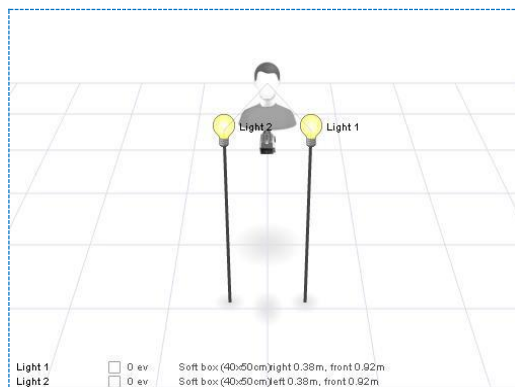 Light 2
Light 1
Light 1 0 ev Soft box (40x50cm)right 0.38m, front 0.92m
Light 2 0 ev Soft box (40x50cm)left 0.38m, front 0.92m